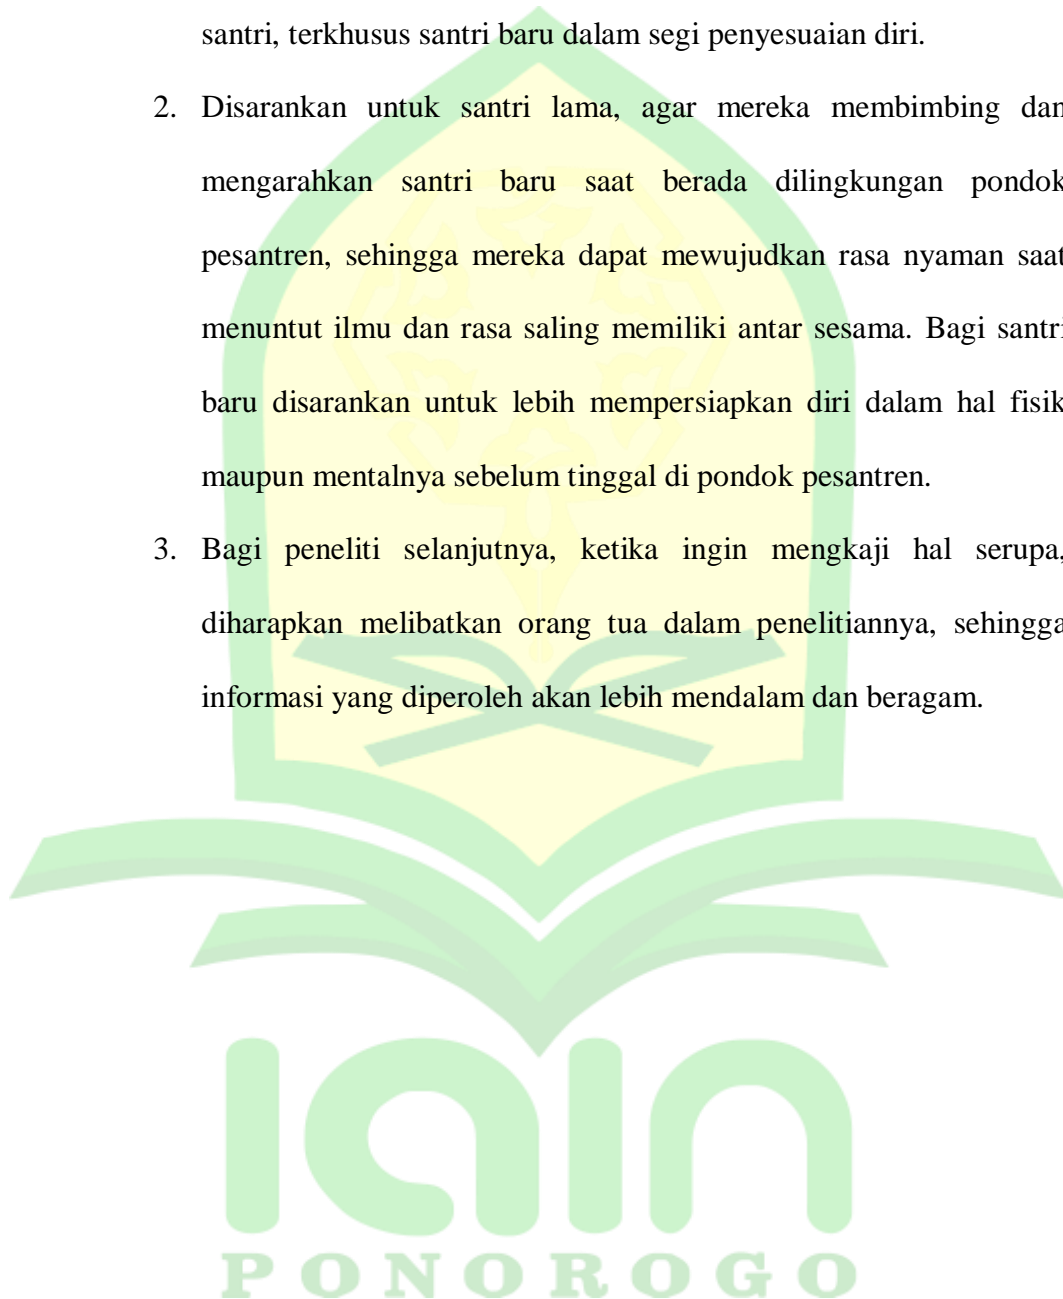 santri, terkhusus santri baru dalam segi penyesuaian diri.
2. Disarankan untuk santri lama, agar mereka membimbing dan
mengarahkan santri baru saat berada dilingkungan pondok
pesantren, sehingga mereka dapat mewujudkan rasa nyaman saat
menuntut ilmu dan rasa saling memiliki antar sesama. Bagi santri
baru disarankan untuk lebih mempersiapkan diri dalam hal fisik
maupun mentalnya sebelum tinggal di pondok pesantren.
3. Bagi peneliti selanjutnya, ketika ingin mengkaji hal serupa,
diharapkan melibatkan orang tua dalam penelitiannya, sehingga
informasi yang diperoleh akan lebih mendalam dan beragam.
IAIN
PONOROGO